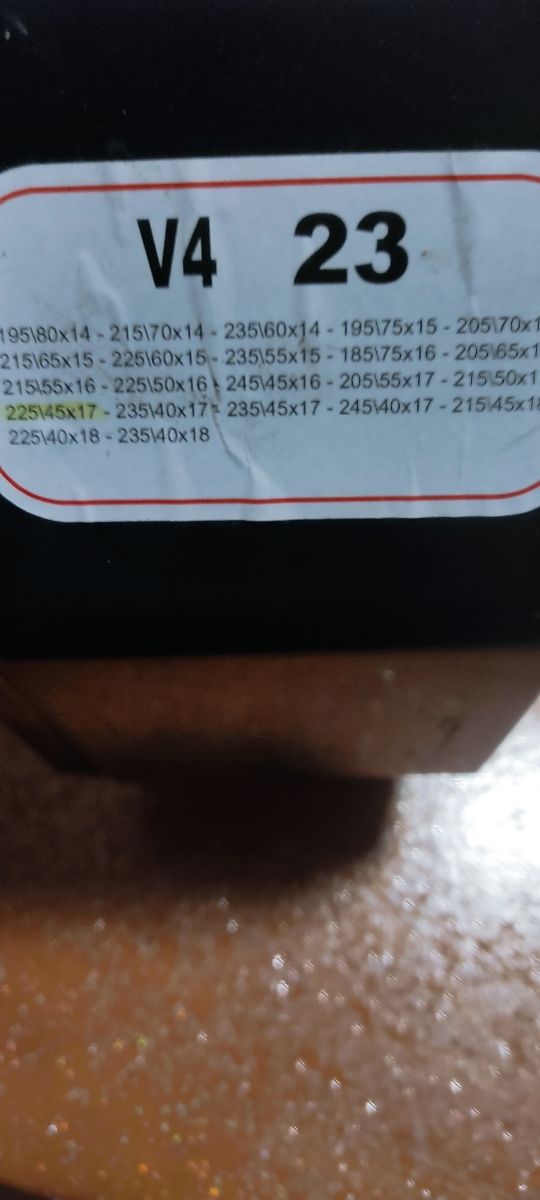 V4 23
195\80x14 - 215\70x14 - 235\60x14 - 195\75x15 - 205\70x1
215\65x15 - 225\60x15 - 235\55x15 - 185\75x16 - 205\65x1
215\55x16 - 225\50x16 - 245\45x16 - 205\55x17 - 215\50x1
225\45x17 - 235\40x17 - 235\45x17 - 245\40x17 - 215\45x18
225\40x18 - 235\40x18